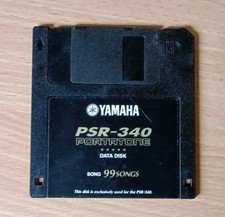 YAMAHA
PSR-340
PORTATONE
DATA DISK
SONG 99SONGS
This disk is exclusively used for the PSR-340.